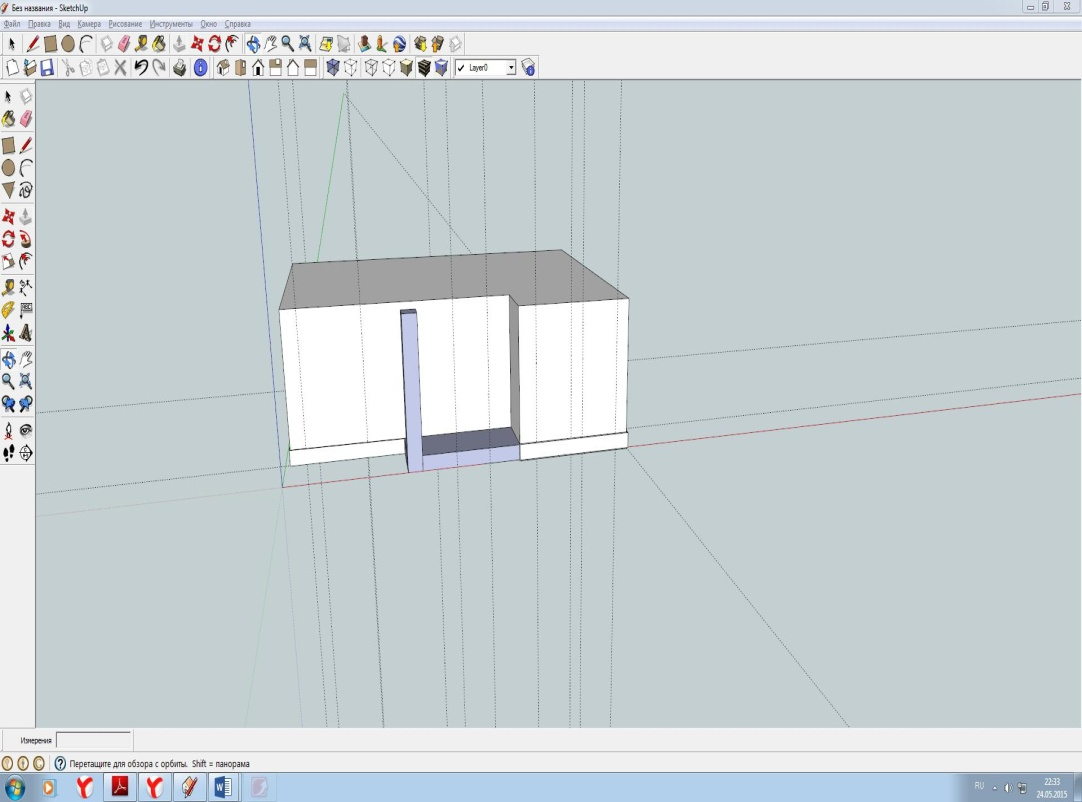 Без названия - SketchUp
Файл Правка Вид Камера Рисование Инструменты Окно Справка
Layer0
Измерения
Перетащите для обзора с орбиты. Shift = панорама
RU
22:33
24.05.2015